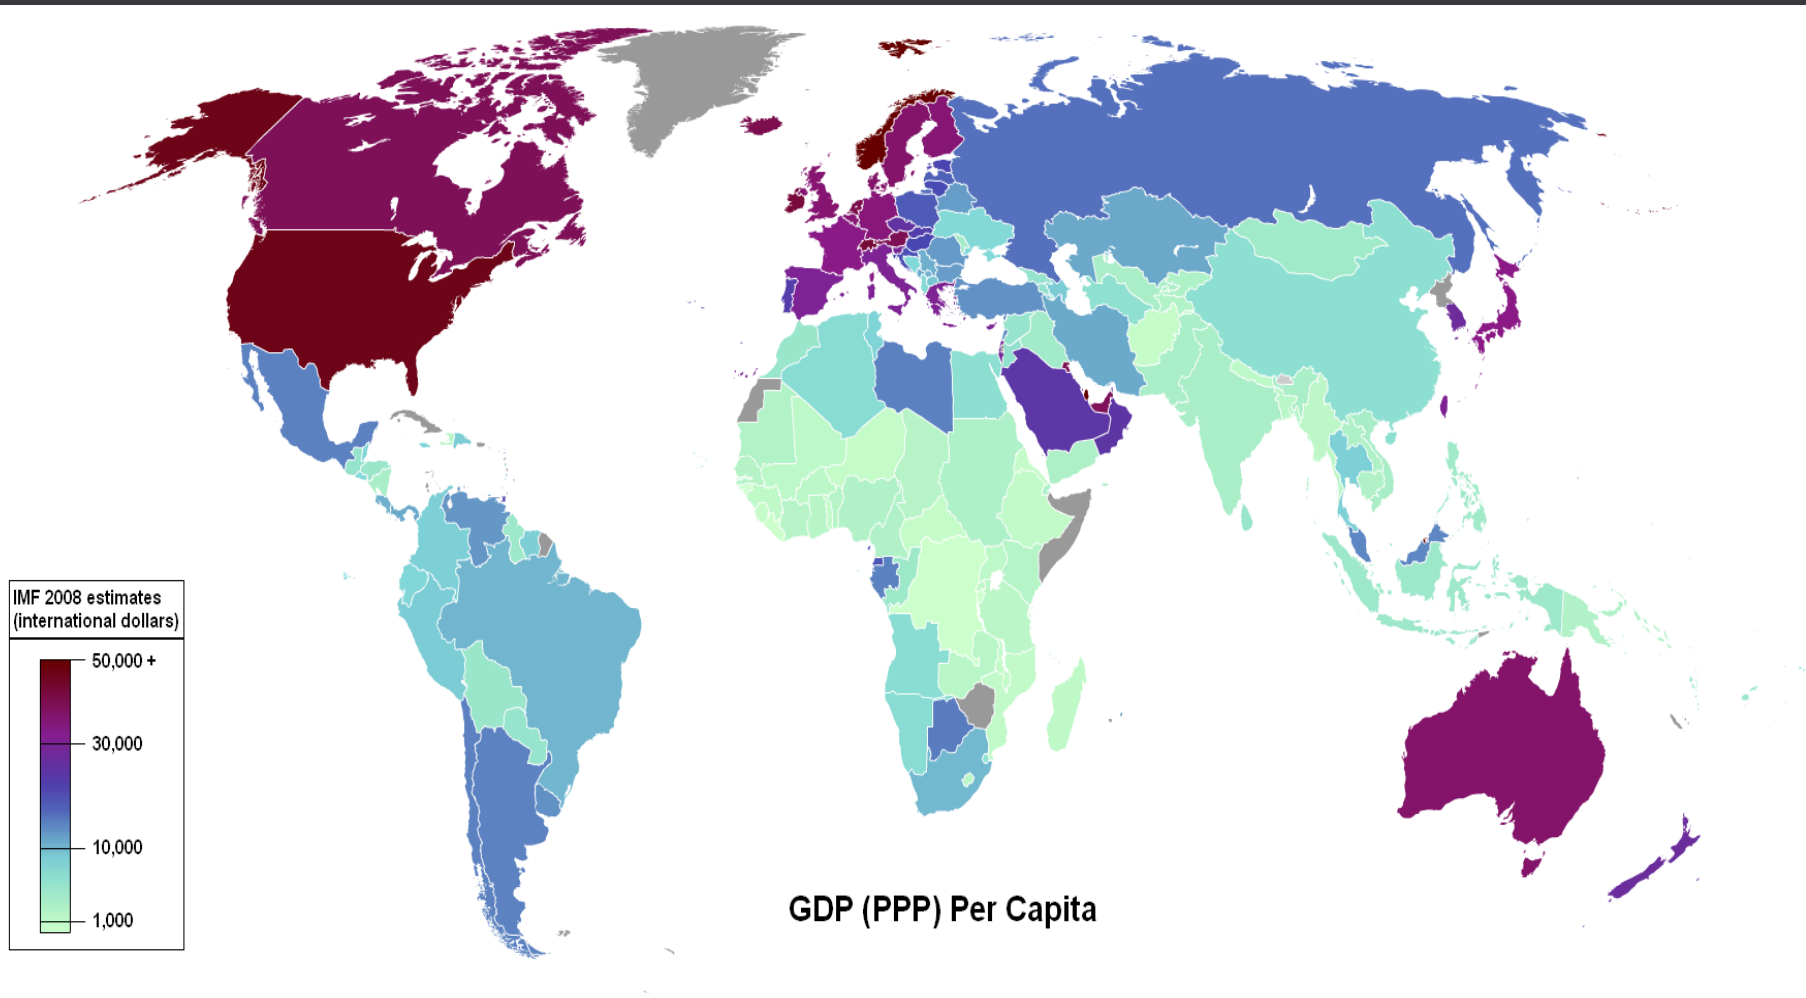 IMF 2008 estimates
(international dollars)
50,000 +
30,000
10,000
1,000
GDP (PPP) Per Capita